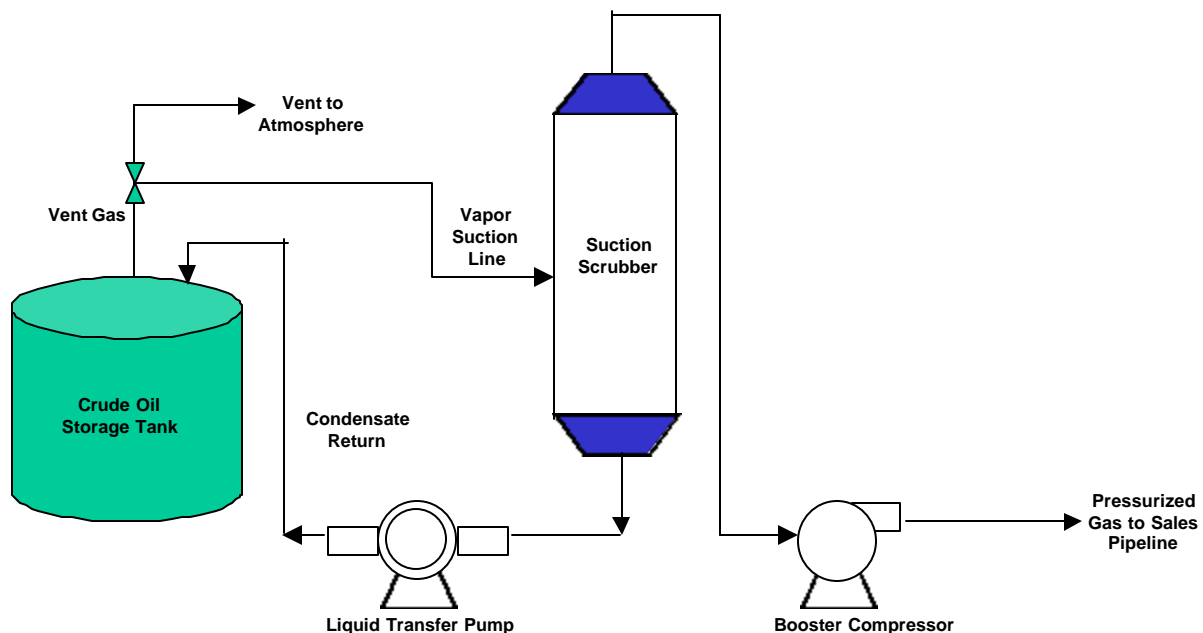 Vent to
Atmosphere
Vent Gas
Vapor
Suction
Line
Suction
Scrubber
Crude Oil
Storage Tank
Condensate
Return
Pressurized
Gas to Sales
Pipeline
Liquid Transfer Pump
Booster Compressor